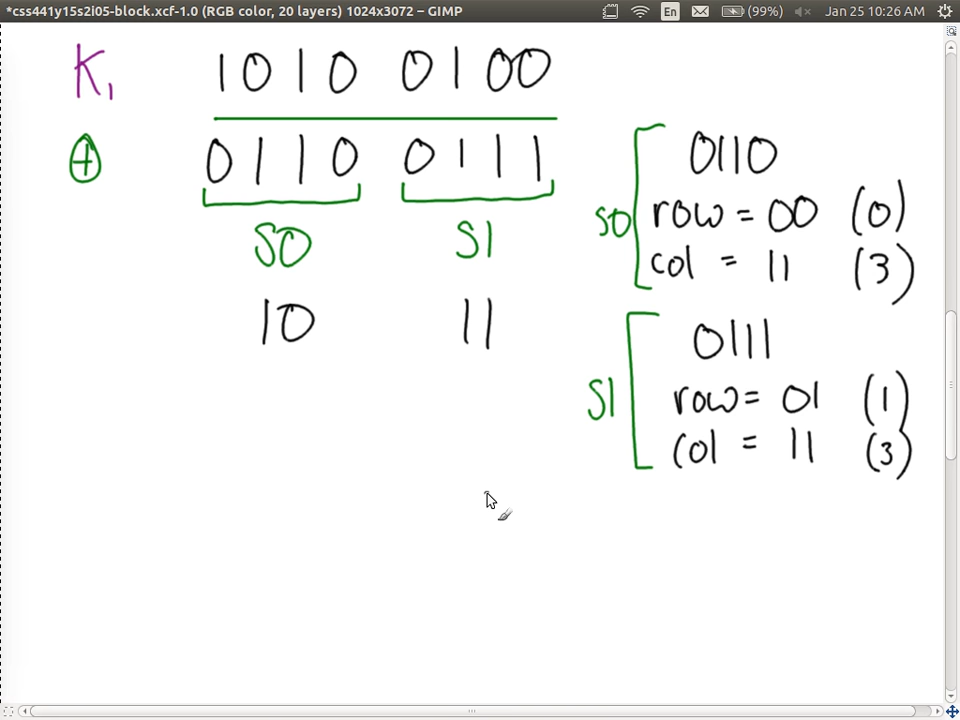 *css441y15s2i05-block.xcf-1.0 (RGB color, 20 layers) 1024x3072 – GIMP
En (99%) Jan 25 10:26 AM
K₁ 1010 0100
⊕ 0110 0111
S0 S1
10 11
S0
0110
row = 00 (0)
col = 11 (3)
S1
0111
row = 01 (1)
col = 11 (3)